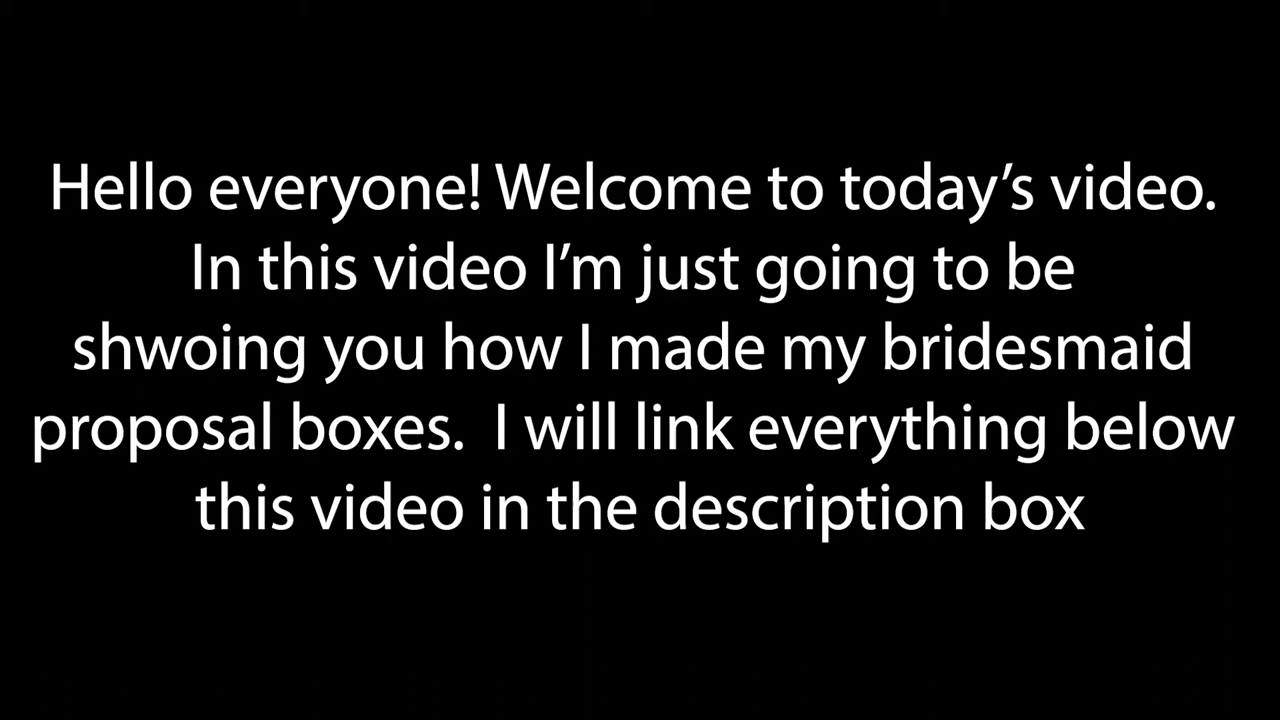 Hello everyone! Welcome to today’s video.
In this video I’m just going to be
shwoing you how I made my bridesmaid
proposal boxes.  I will link everything below
this video in the description box